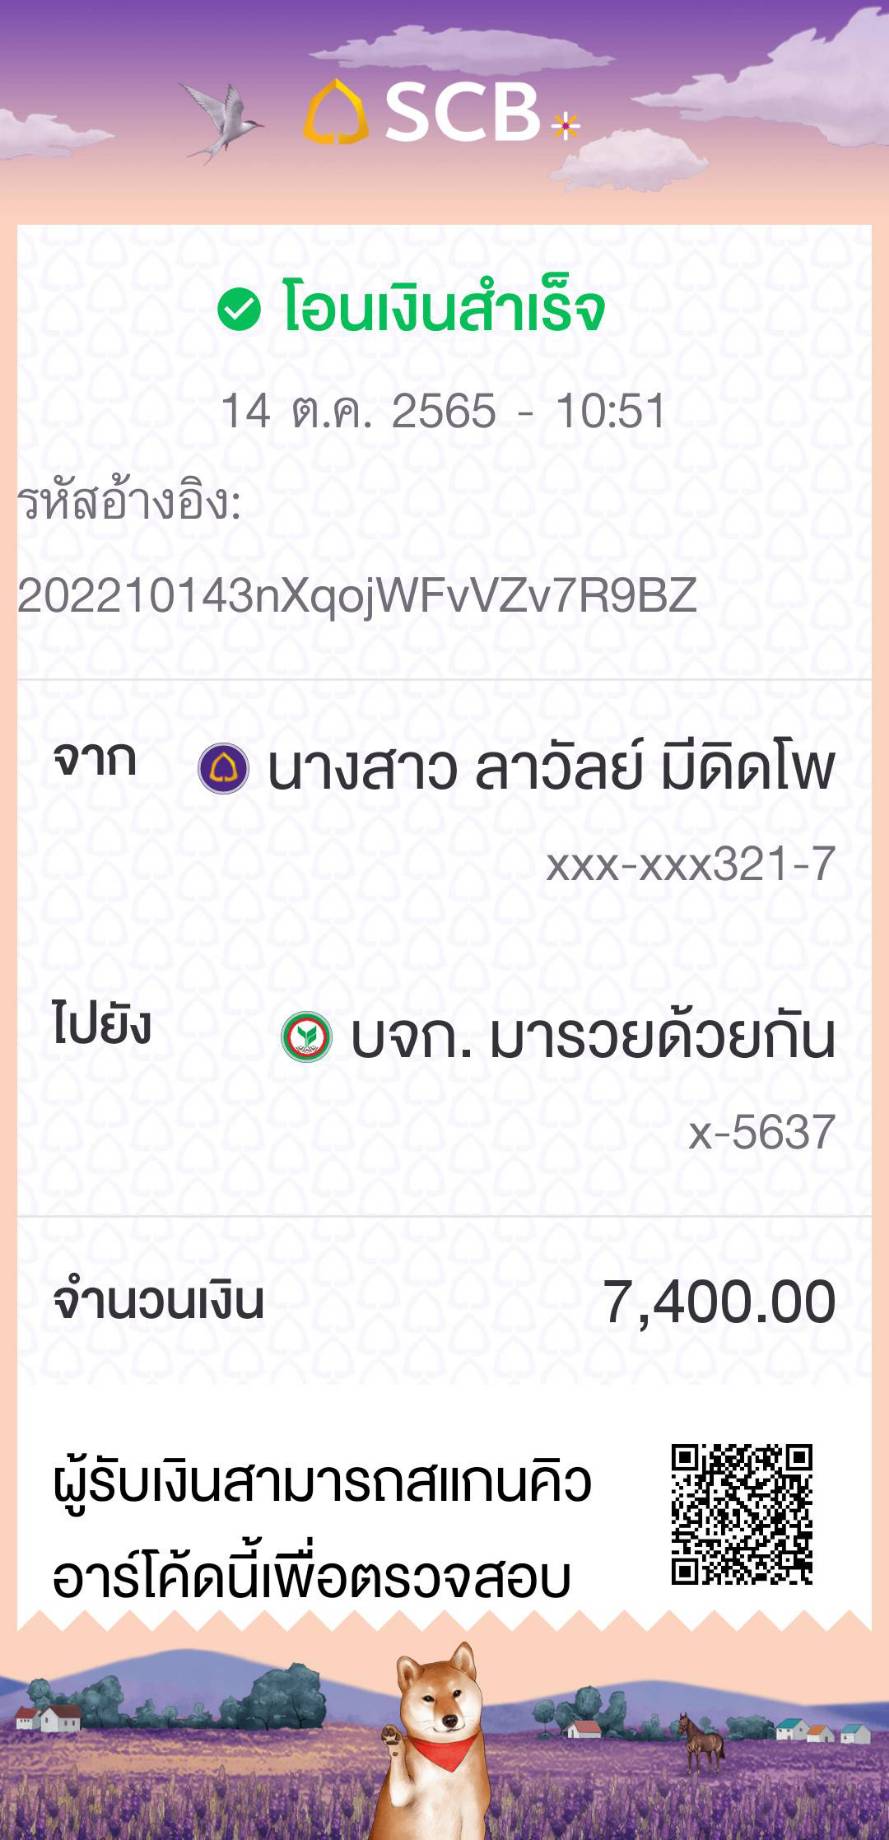 SCB
โอนเงินสำเร็จ
14 ต.ค. 2565 - 10:51
รหัสอ้างอิง:
202210143nXqojWFvVZv7R9BZ
จาก นางสาว ลาวัลย์ มีดิดโพ
xxx-xxx321-7
ไปยัง บจก. มารวยด้วยกัน
x-5637
จำนวนเงิน 7,400.00
ผู้รับเงินสามารถสแกนคิว
อาร์โค้ดนี้เพื่อตรวจสอบ